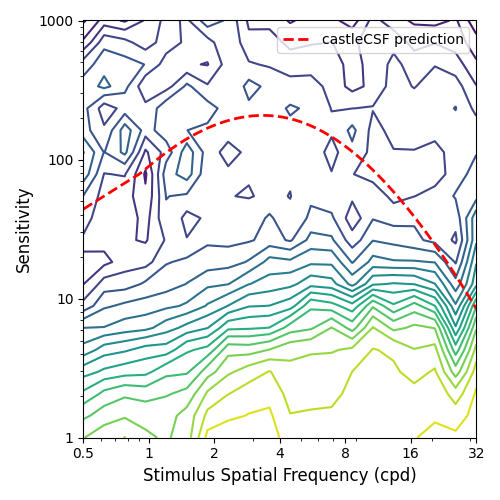 castleCSF prediction
Sensitivity
1000
100
10
1
0.5 1 2 4 8 16 32
Stimulus Spatial Frequency (cpd)